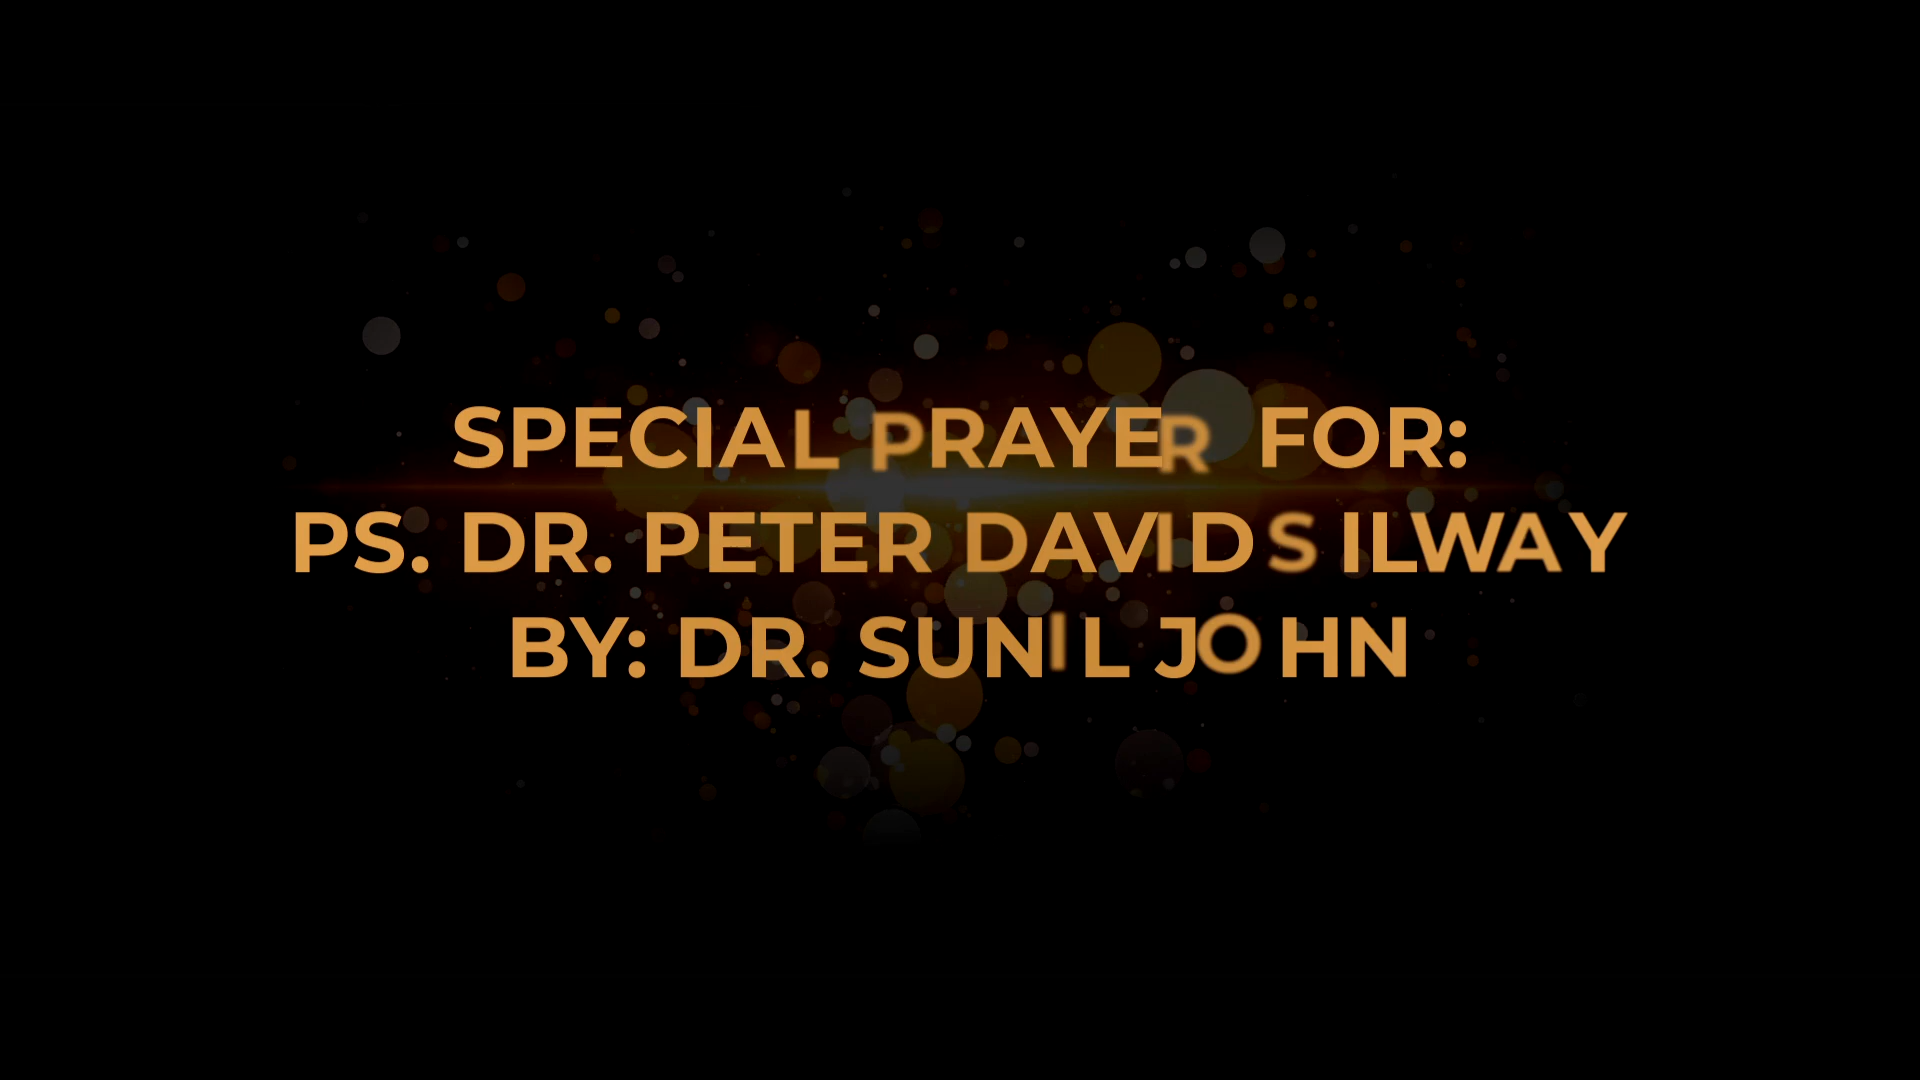 SPECIAL PRAYER FOR:
PS. DR. PETER DAVID SILWAY
BY: DR. SUNIL JOHN